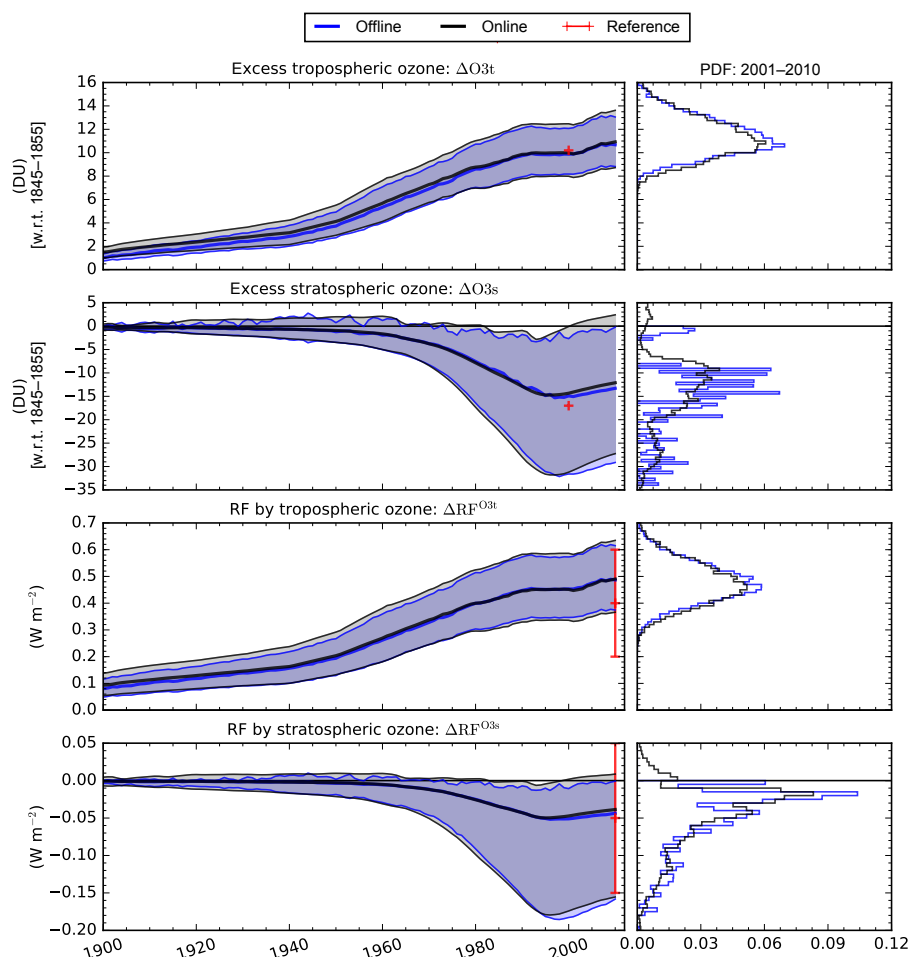 Offline Online Reference
Excess tropospheric ozone: ΔO3t
PDF: 2001–2010
(DU)
[w.r.t. 1845–1855]
16
14
12
10
8
6
4
2
0
Excess stratospheric ozone: ΔO3s
(DU)
[w.r.t. 1845–1855]
5
0
−5
−10
−15
−20
−25
−30
−35
RF by tropospheric ozone: ΔRF^O3t
(W m⁻²)
0.7
0.6
0.5
0.4
0.3
0.2
0.1
0.0
RF by stratospheric ozone: ΔRF^O3s
(W m⁻²)
0.05
0.00
−0.05
−0.10
−0.15
−0.20
1900 1920 1940 1960 1980 2000
0.00 0.03 0.06 0.09 0.12